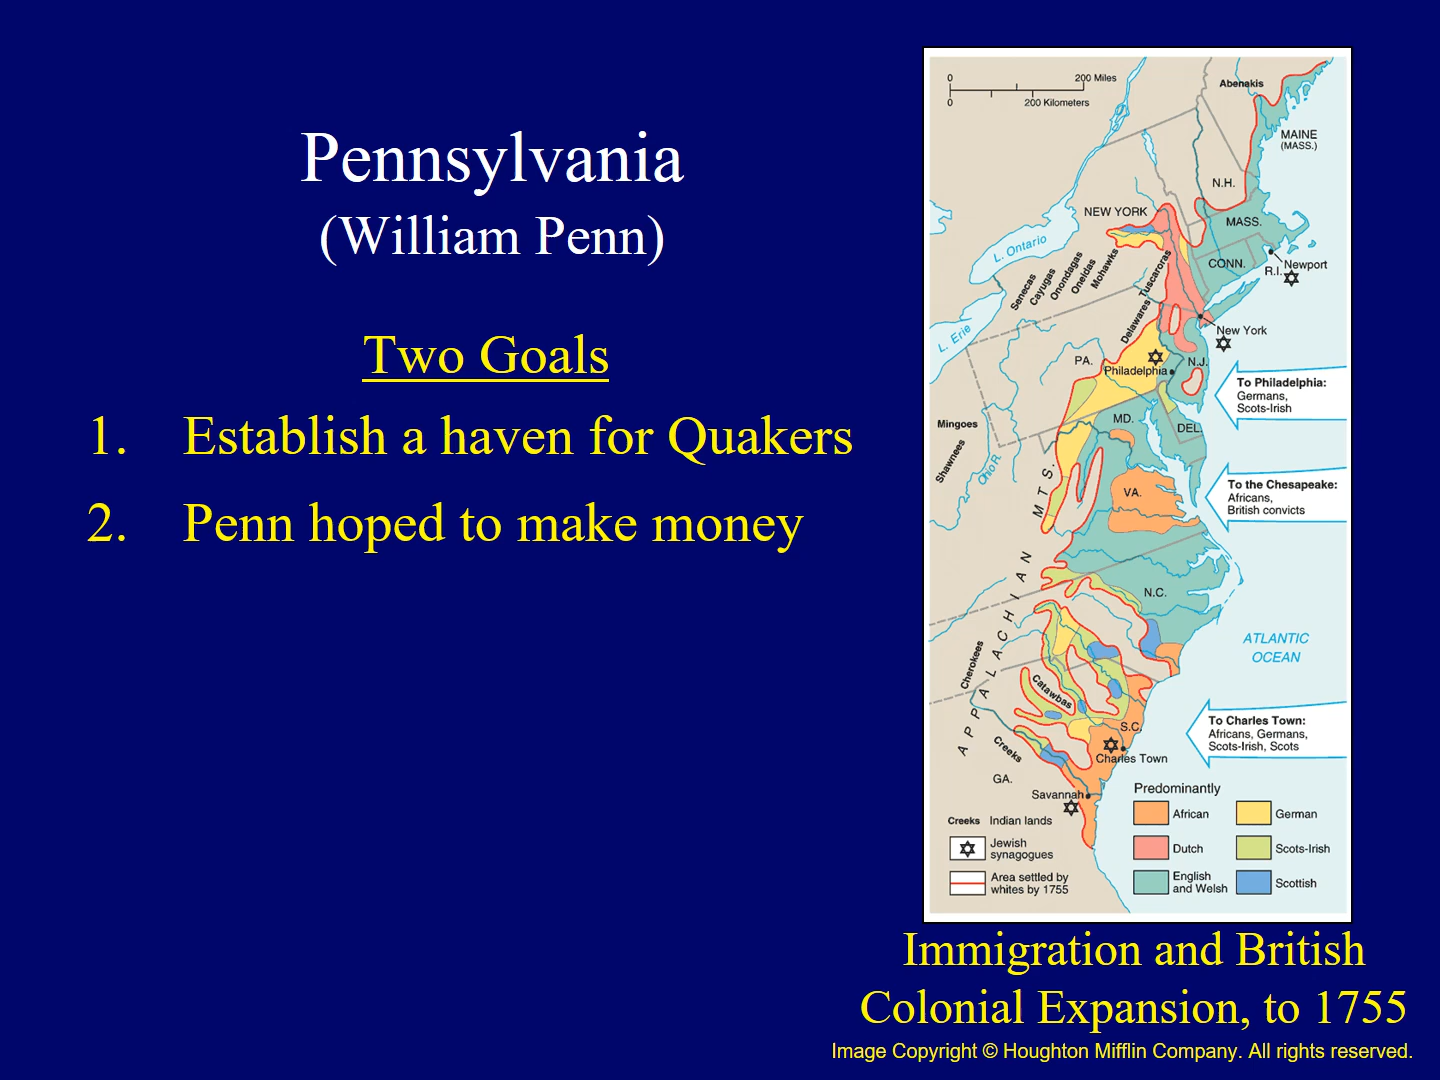 Pennsylvania
(William Penn)
Two Goals
1. Establish a haven for Quakers
2. Penn hoped to make money
0 200 Miles
0 200 Kilometers
Abenakis
MAINE
(MASS.)
N.H.
NEW YORK
MASS.
L. Ontario
CONN.
R.I.
Newport
Senecas
Cayugas
Onondagas
Oneidas
Mohawks
Tuscaroras
Delawares
L. Erie
New York
PA.
N.J.
Philadelphia
To Philadelphia:
Germans,
Scots-Irish
MD.
DEL.
Mingoes
Shawnees
Ohio R.
To the Chesapeake:
Africans,
British convicts
VA.
APPALACHIAN MTS.
N.C.
ATLANTIC
OCEAN
Cherokees
Catawbas
S.C.
To Charles Town:
Africans, Germans,
Scots-Irish, Scots
Creeks
Charles Town
GA.
Savannah
Creeks Indian lands
Jewish
synagogues
Area settled by
whites by 1755
Predominantly
African
German
Dutch
Scots-Irish
English
and Welsh
Scottish
Immigration and British
Colonial Expansion, to 1755
Image Copyright © Houghton Mifflin Company. All rights reserved.